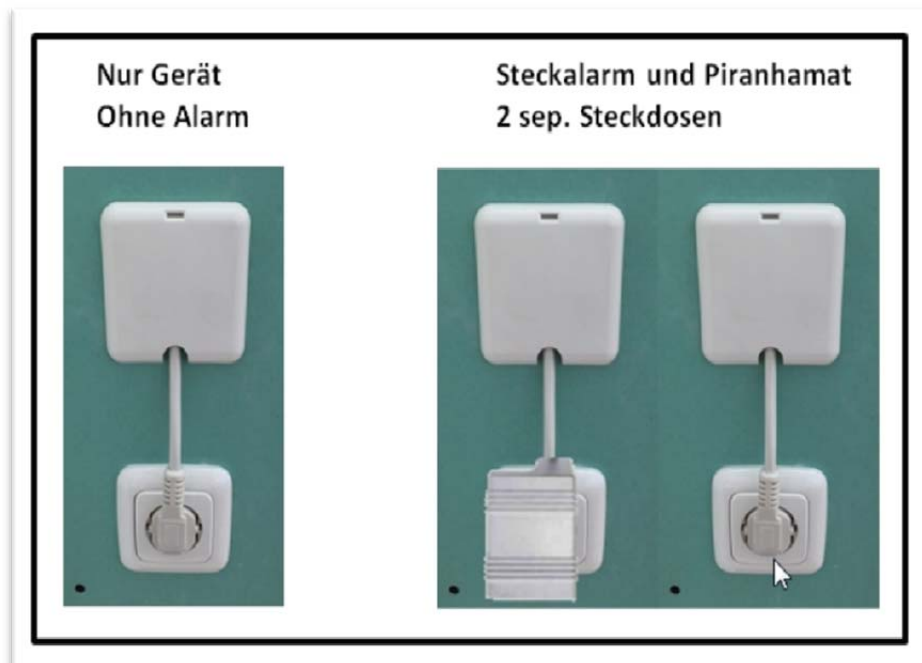 Nur Gerät
Ohne Alarm
Steckalarm und Piranhamat
2 sep. Steckdosen